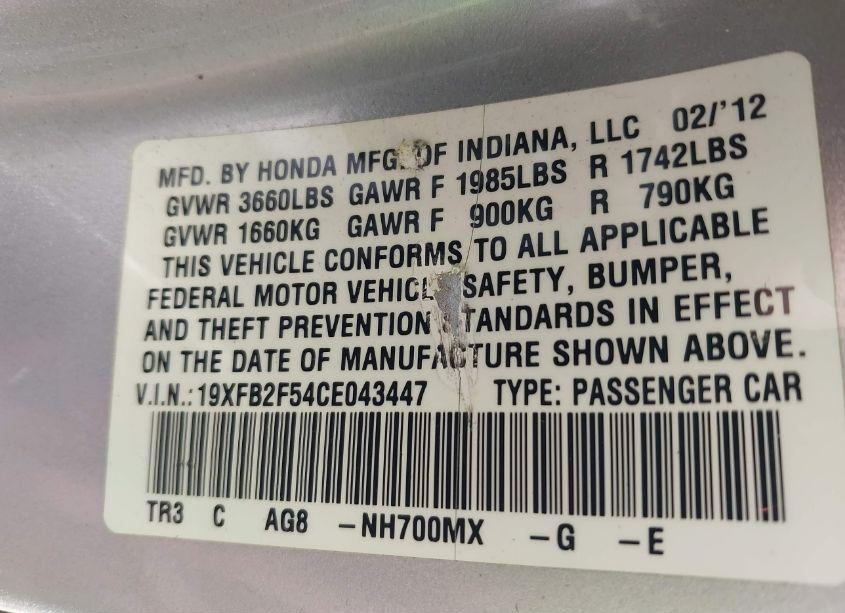 MFD. BY HONDA MFG. OF INDIANA, LLC 02/'12
GVWR 3660LBS GAWR F 1985LBS R 1742LBS
GVWR 1660KG GAWR F 900KG R 790KG
THIS VEHICLE CONFORMS TO ALL APPLICABLE
FEDERAL MOTOR VEHICLE SAFETY, BUMPER,
AND THEFT PREVENTION STANDARDS IN EFFECT
ON THE DATE OF MANUFACTURE SHOWN ABOVE.
V.I.N.:19XFB2F54CE043447 TYPE: PASSENGER CAR
TR3 C AG8 -NH700MX -G -E